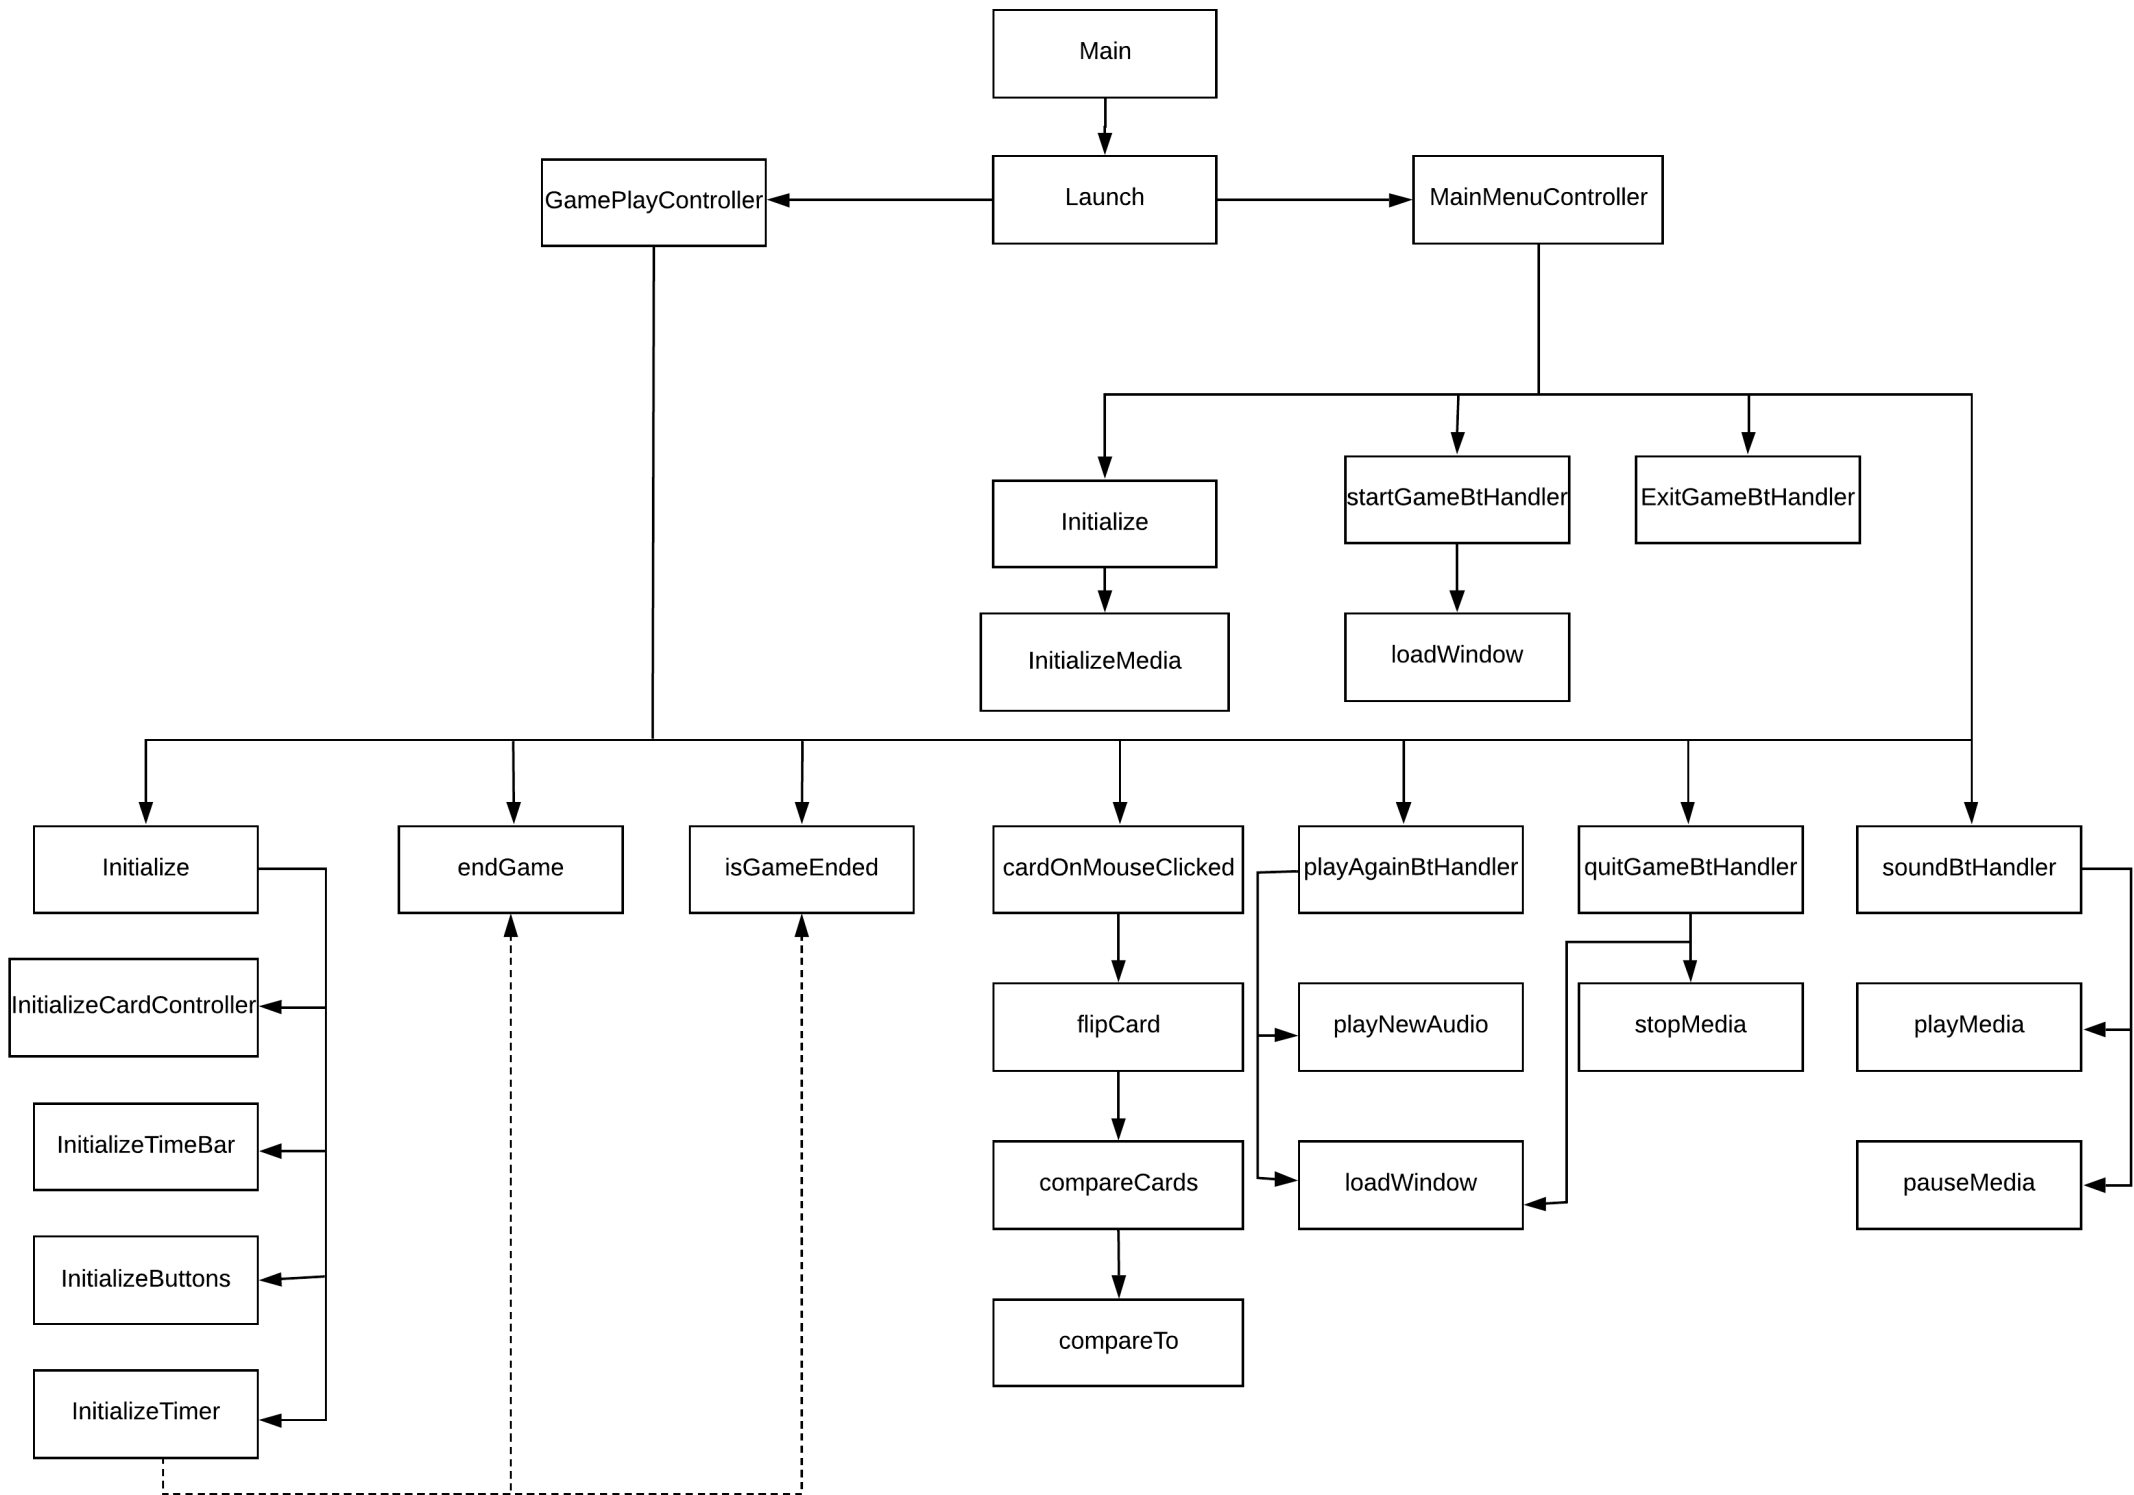 Main
GamePlayController
Launch
MainMenuController
Initialize
startGameBtHandler
ExitGameBtHandler
InitializeMedia
loadWindow
Initialize
endGame
isGameEnded
cardOnMouseClicked
playAgainBtHandler
quitGameBtHandler
soundBtHandler
InitializeCardController
flipCard
playNewAudio
stopMedia
playMedia
InitializeTimeBar
compareCards
loadWindow
pauseMedia
InitializeButtons
compareTo
InitializeTimer